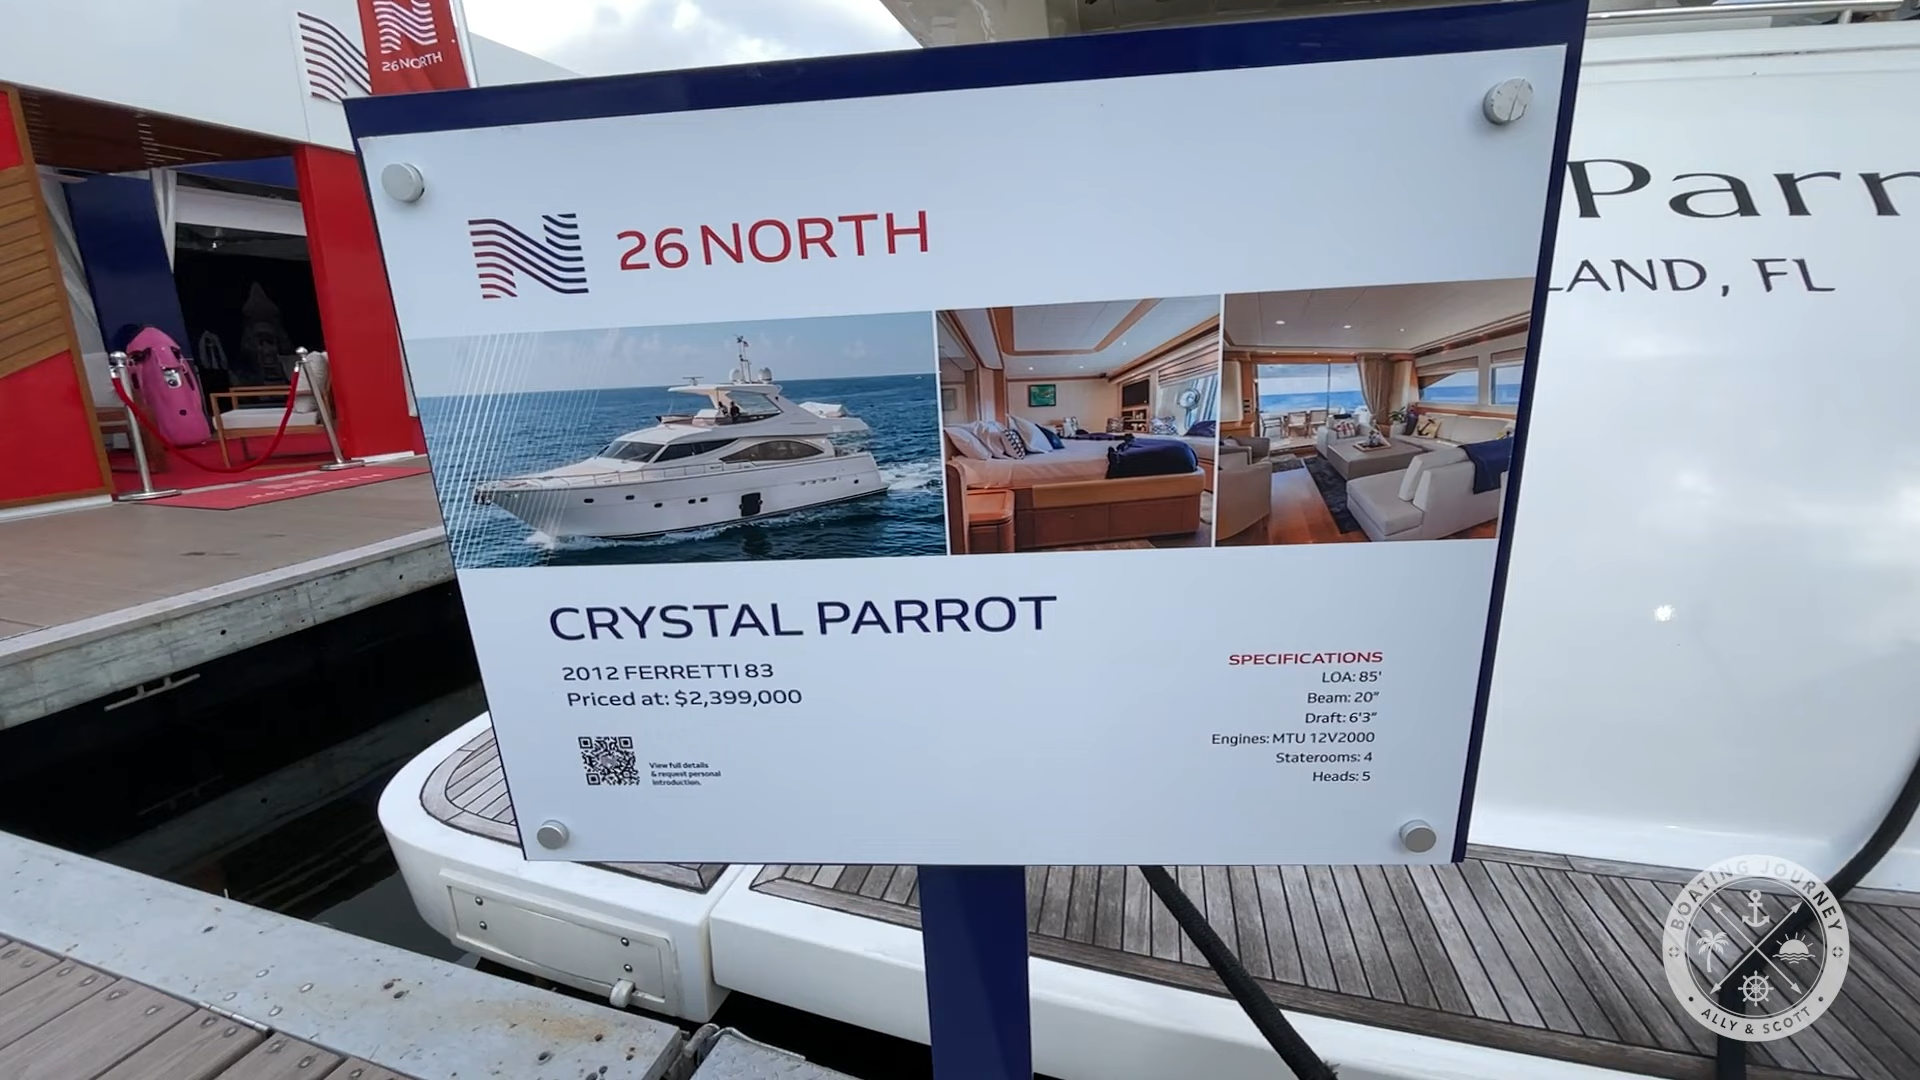 26NORTH
26 NORTH
Parr
LAND, FL
CRYSTAL PARROT
2012 FERRETTI 83
Priced at: $2,399,000
View full details
& request personal
introduction.
SPECIFICATIONS
LOA: 85'
Beam: 20"
Draft: 6'3"
Engines: MTU 12V2000
Staterooms: 4
Heads: 5
BOATING JOURNEY
ALLY & SCOTT